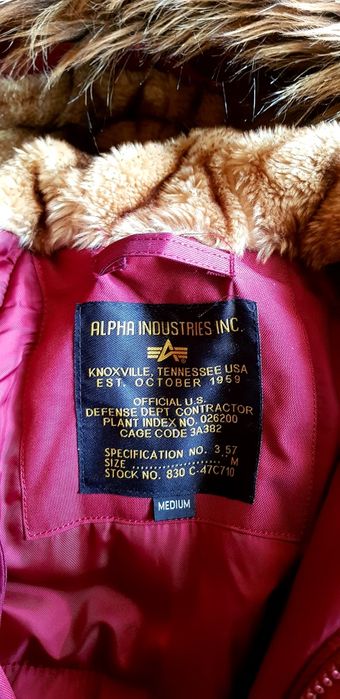 ALPHA INDUSTRIES INC.
KNOXVILLE, TENNESSEE USA
EST. OCTOBER 1959
OFFICIAL U.S.
DEFENSE DEPT CONTRACTOR
PLANT INDEX NO. 026200
CAGE CODE 3A382
SPECIFICATION NO. 3.57
SIZE .................... M
STOCK NO. 830 C-47C710
MEDIUM